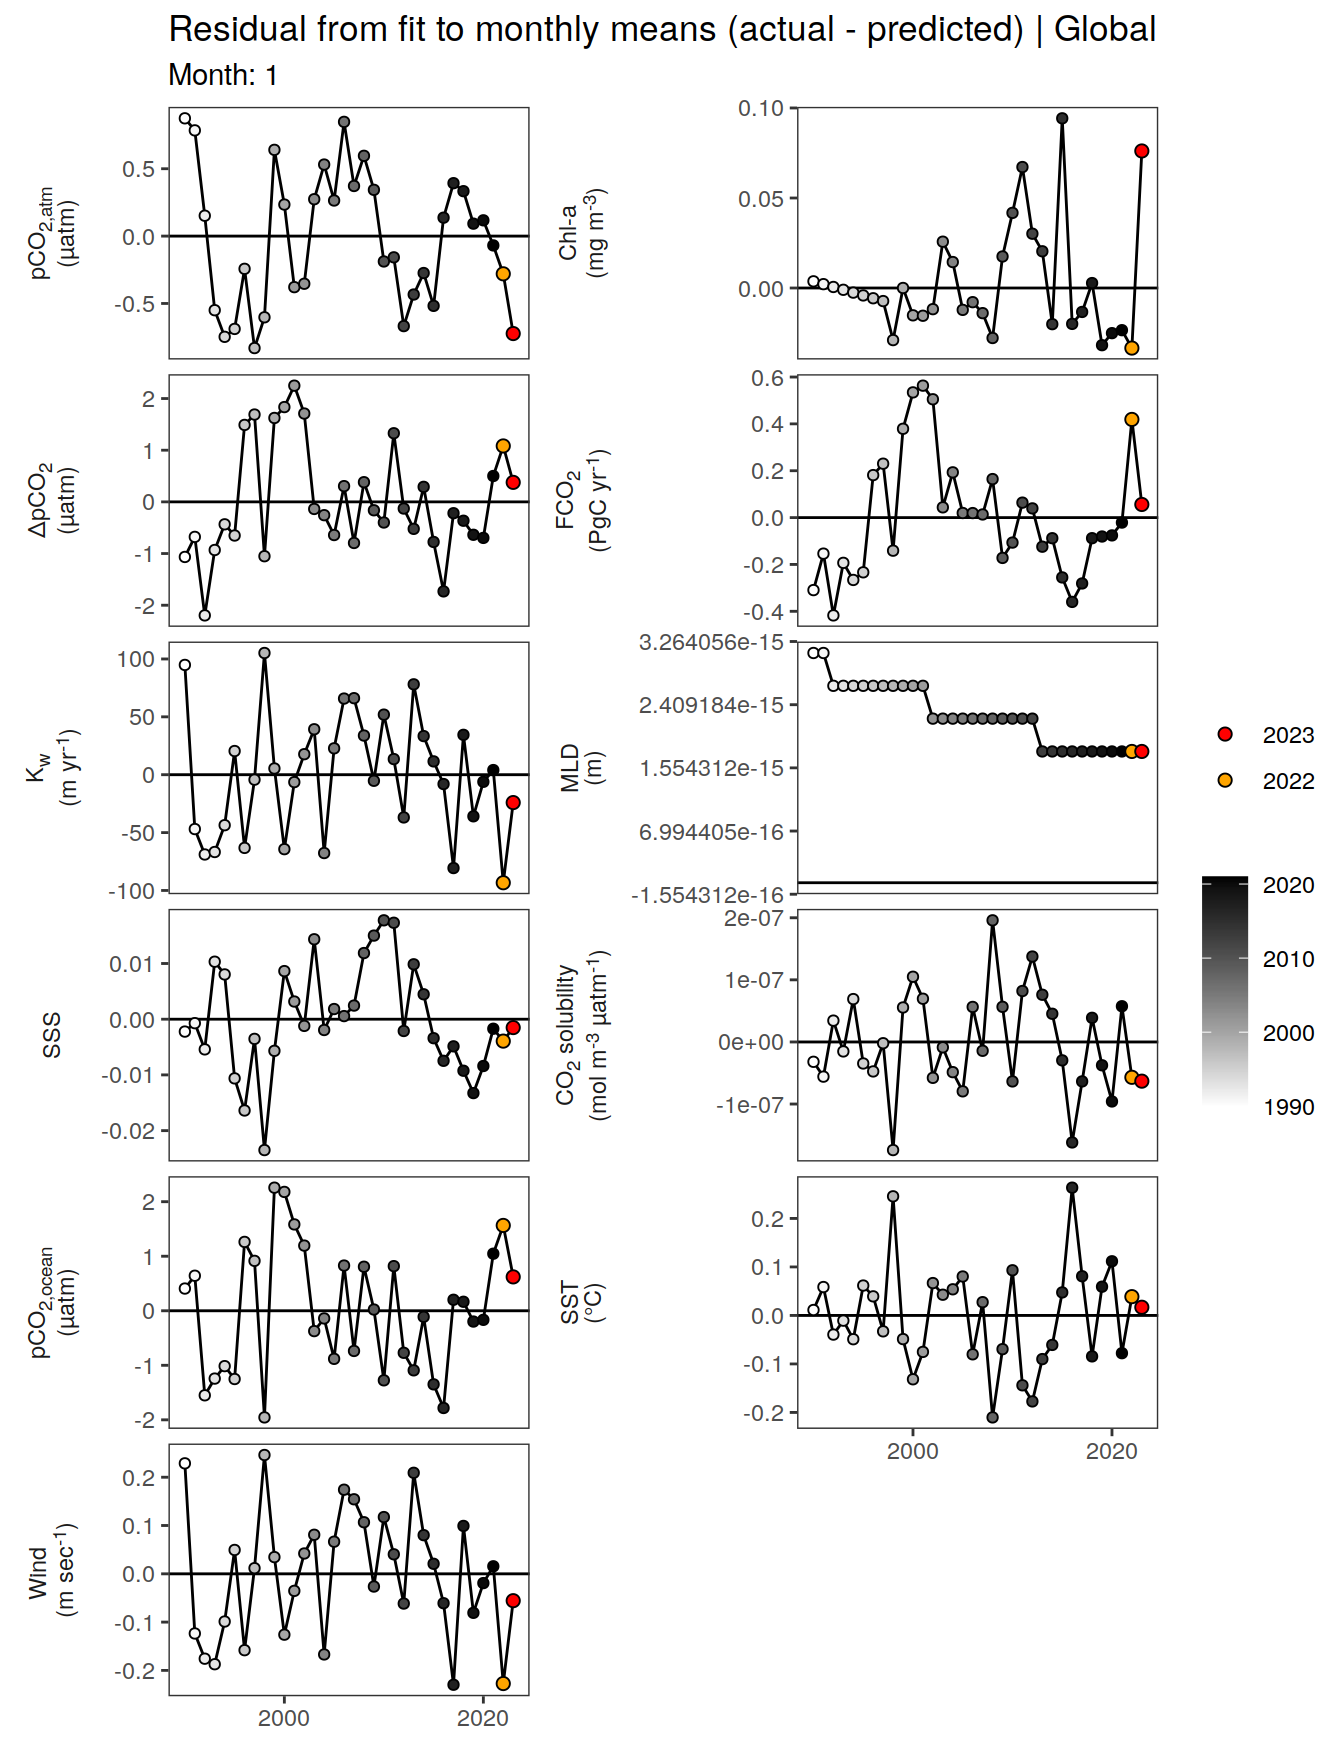 Residual from fit to monthly means (actual - predicted) | Global
Month: 1
pCO2,atm
(µatm)
0.5
0.0
-0.5
Chl-a
(mg m-3)
0.10
0.05
0.00
ΔpCO2
(µatm)
2
1
0
-1
-2
FCO2
(PgC yr-1)
0.6
0.4
0.2
0.0
-0.2
-0.4
Kw
(m yr-1)
100
50
0
-50
-100
MLD
(m)
3.264056e-15
2.409184e-15
1.554312e-15
6.994405e-16
-1.554312e-16
SSS
0.01
0.00
-0.01
-0.02
CO2 solubility
(mol m-3 µatm-1)
2e-07
1e-07
0e+00
-1e-07
pCO2,ocean
(µatm)
2
1
0
-1
-2
SST
(°C)
0.2
0.1
0.0
-0.1
-0.2
2000 2020
Wind
(m sec-1)
0.2
0.1
0.0
-0.1
-0.2
2000 2020
2023
2022
2020
2010
2000
1990